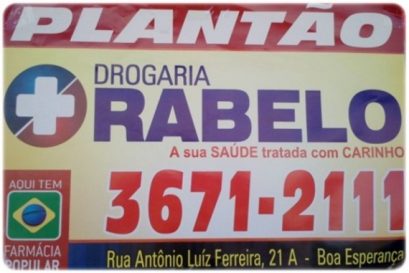 PLANTÃO
DROGARIA
RABELO
A sua SAÚDE tratada com CARINHO
AQUI TEM
FARMÁCIA
POPULAR
3671-2111
Rua Antônio Luíz Ferreira, 21 A - Boa Esperança